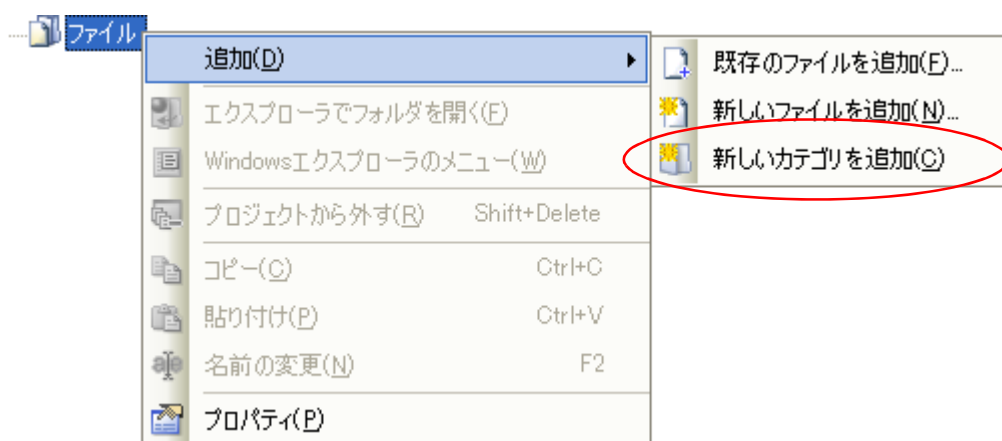 ファイル
追加(D)
エクスプローラでフォルダを開く(F)
Windowsエクスプローラのメニュー(W)
プロジェクトから外す(R) Shift+Delete
コピー(C) Ctrl+C
貼り付け(P) Ctrl+V
名前の変更(N) F2
プロパティ(P)
既存のファイルを追加(F)...
新しいファイルを追加(N)...
新しいカテゴリを追加(C)